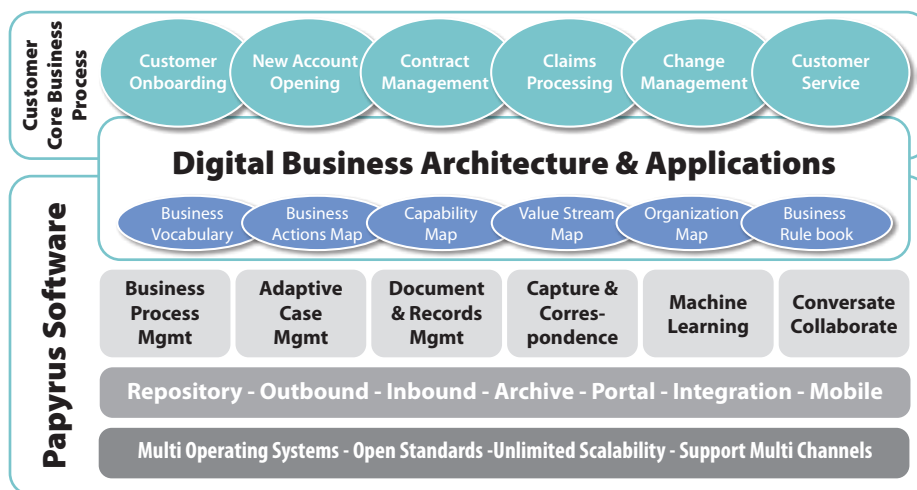 Customer
Core Business
Process
Customer
Onboarding
New Account
Opening
Contract
Management
Claims
Processing
Change
Management
Customer
Service
Digital Business Architecture & Applications
Papyrus Software
Business
Vocabulary
Business
Actions Map
Capability
Map
Value Stream
Map
Organization
Map
Business
Rule book
Business
Process
Mgmt
Adaptive
Case
Mgmt
Document
& Records
Mgmt
Capture &
Corres-
pondence
Machine
Learning
Conversate
Collaborate
Repository - Outbound - Inbound - Archive - Portal - Integration - Mobile
Multi Operating Systems - Open Standards -Unlimited Scalability - Support Multi Channels